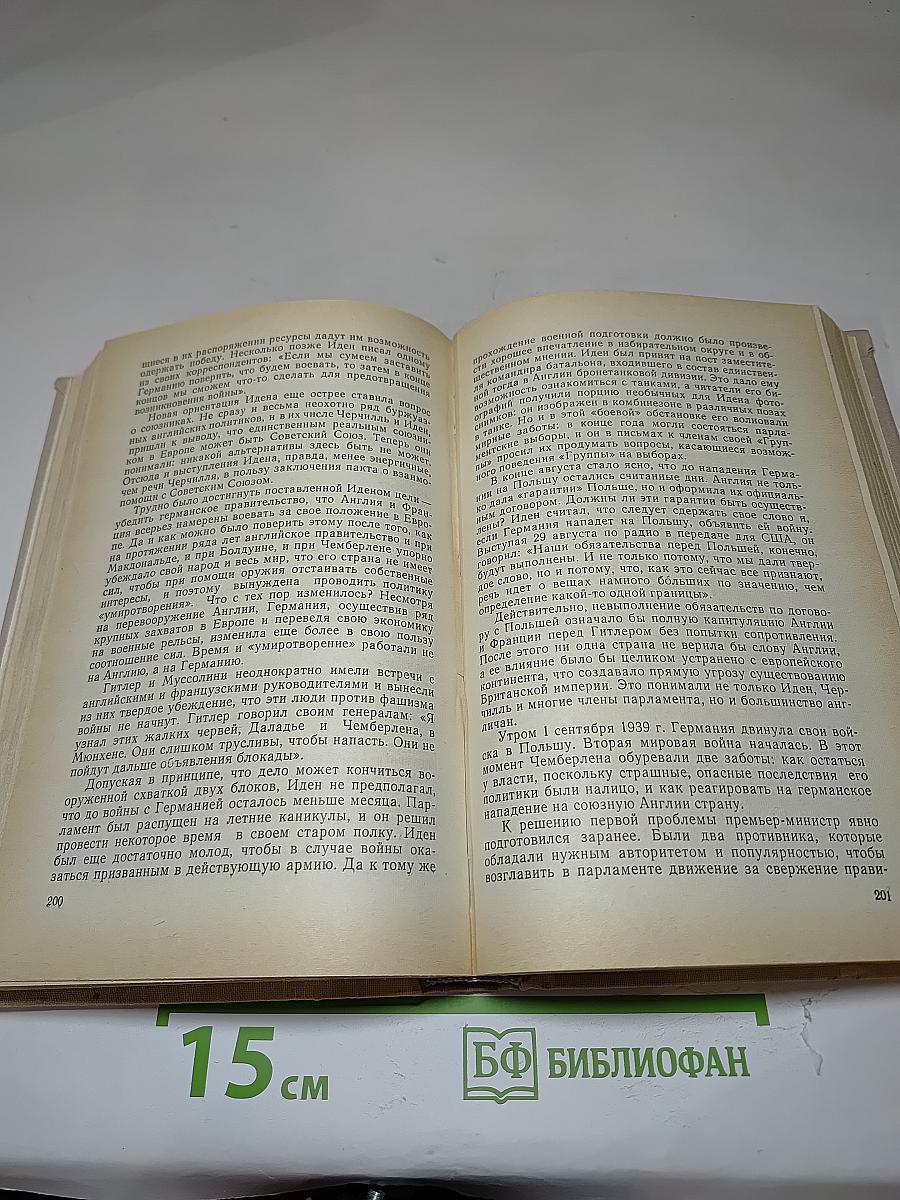 шиеся в их распоряжении ресурсы дадут им возможность
одержать победу. Несколько позже Иден писал одному
из своих корреспондентов: «Если мы сумеем заставить
Германию поверить, что будем воевать, то затем в конце
концов мы сможем что-то сделать для предотвращения
возникновения войны».
Новая ориентация Идена еще острее ставила вопрос
о союзниках. Не сразу и весьма неохотно ряд буржуаз-
ных английских политиков, и в их числе Черчилль и Иден,
пришли к выводу, что единственным реальным союзни-
ком в Европе может быть Советский Союз. Теперь они
понимали: никакой альтернативы здесь быть не может.
Отсюда и выступления Идена, правда, менее энергичные,
чем речи Черчилля, в пользу заключения пакта о взаимо-
помощи с Советским Союзом.
Трудно было достигнуть поставленной Иденом цели —
убедить германское правительство, что Англия и Фран-
ция всерьез намерены воевать за свое положение в Евро-
пе. Да и как можно было поверить этому после того, как
на протяжении ряда лет английское правительство и при
Макдональде, и при Болдуине, и при Чемберлене упорно
убеждало свой народ и весь мир, что его страна не имеет
сил, чтобы при помощи оружия отстаивать собственные
интересы, и поэтому вынуждена проводить политику
«умиротворения». Что с тех пор изменилось? Несмотря
на перевооружение Англии, Германия, осуществив ряд
крупных захватов в Европе и переведя свою экономику
на военные рельсы, изменила еще более в свою пользу
соотношение сил. Время и «умиротворение» работали не
на Англию, а на Германию.
Гитлер и Муссолини неоднократно имели встречи с
английскими и французскими руководителями и вынесли
из них твердое убеждение, что эти люди против фашизма
войны не начнут. Гитлер говорил своим генералам: «Я
узнал этих жалких червей, Даладье и Чемберлена, в
Мюнхене. Они слишком трусливы, чтобы напасть. Они не
пойдут дальше объявления блокады».
Допуская в принципе, что дело может кончиться во-
оруженной схваткой двух блоков, Иден не предполагал,
что до войны с Германией осталось меньше месяца. Пар-
ламент был распущен на летние каникулы, и он решил
провести некоторое время в своем старом полку. Иден
был еще достаточно молод, чтобы в случае войны ока-
заться призванным в действующую армию. Да к тому же
200
прохождение военной подготовки должно было произве-
сти хорошее впечатление в избирательном округе и в об-
щественном мнении. Иден был принят на пост заместите-
ля командира батальона, входившего в состав единствен-
ной тогда в Англии бронетанковой дивизии. Это дало ему
возможность ознакомиться с танками, а читатели его би-
ографий получили порцию необычных для Идена фото-
снимков: он изображен в комбинезоне в различных позах
в танке. Но и в этой «боевой» обстановке его волновали
мирные заботы: в конце года могли состояться парла-
ментские выборы, и он в письмах к членам своей «Груп-
пы» просил их продумать вопросы, касающиеся возмож-
ного поведения «Группы» на выборах.
В конце августа стало ясно, что до нападения Герма-
нии на Польшу остались считанные дни. Англия не толь-
ко дала «гарантии» Польше, но и оформила их официаль-
ным договором. Должны ли эти гарантии быть осуществ-
лены? Иден считал, что следует сдержать свое слово и,
если Германия нападет на Польшу, объявить ей войну.
Выступая 29 августа по радио в передаче для США, он
говорил: «Наши обязательства перед Польшей, конечно,
будут выполнены. И не только потому, что мы дали твер-
дое слово, но и потому, что, как это сейчас все признают,
речь идет о вещах намного бо́льших по значению, чем
определение какой-то одной границы».
Действительно, невыполнение обязательств по догово-
ру с Польшей означало бы полную капитуляцию Англии
и Франции перед Гитлером без попытки сопротивления.
После этого ни одна страна не верила бы слову Англии,
а ее влияние было бы целиком устранено с европейского
континента, что создавало прямую угрозу существованию
Британской империи. Это понимали не только Иден, Чер-
чилль и многие члены парламента, но и большинство анг-
личан.
Утром 1 сентября 1939 г. Германия двинула свои вой-
ска в Польшу. Вторая мировая война началась. В этот
момент Чемберлена обуревали две заботы: как остаться
у власти, поскольку страшные, опасные последствия его
политики были налицо, и как реагировать на германское
нападение на союзную Англии страну.
К решению первой проблемы премьер-министр явно
подготовился заранее. Были два противника, которые
обладали нужным авторитетом и популярностью, чтобы
возглавить в парламенте движение за свержение прави-
201
15 см
БФ БИБЛИОФАН